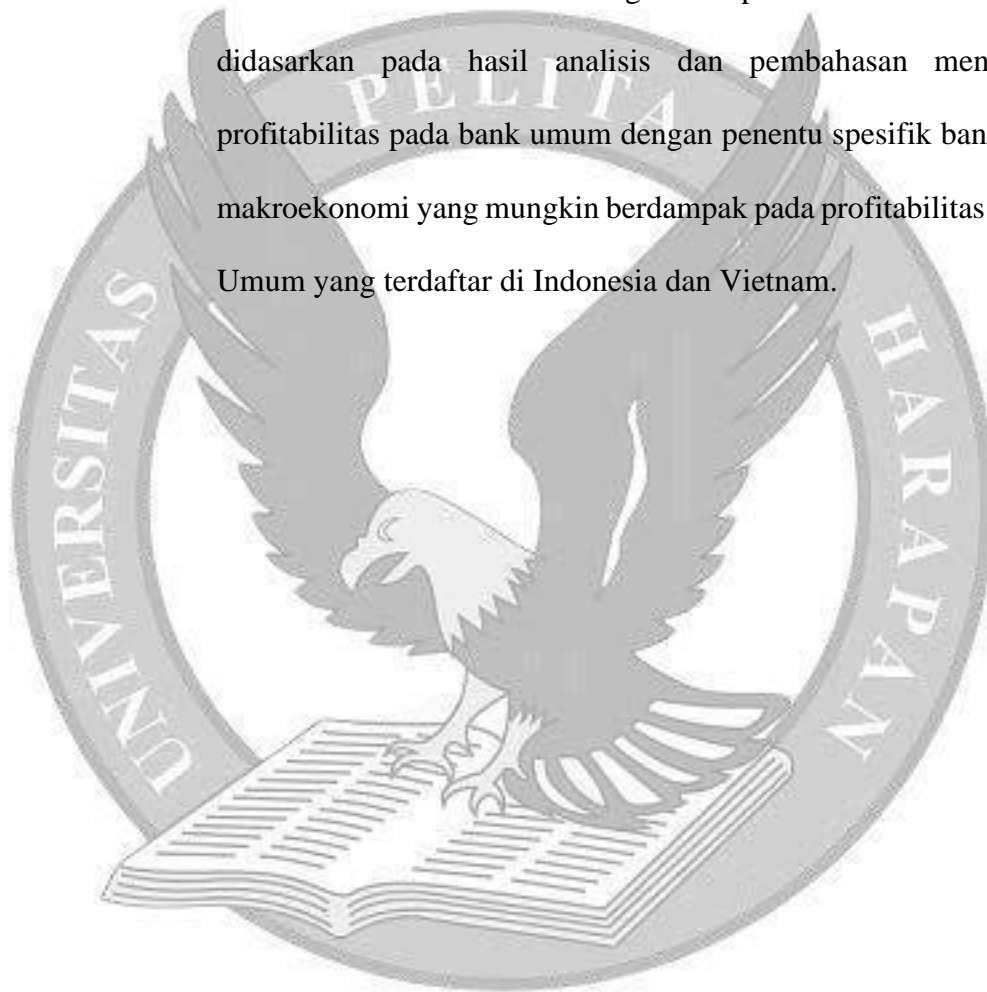 didasarkan pada hasil analisis dan pembahasan men
profitabilitas pada bank umum dengan penentu spesifik ban
makroekonomi yang mungkin berdampak pada profitabilitas
Umum yang terdaftar di Indonesia dan Vietnam.
UNIVERSITAS PELITA HARAPAN